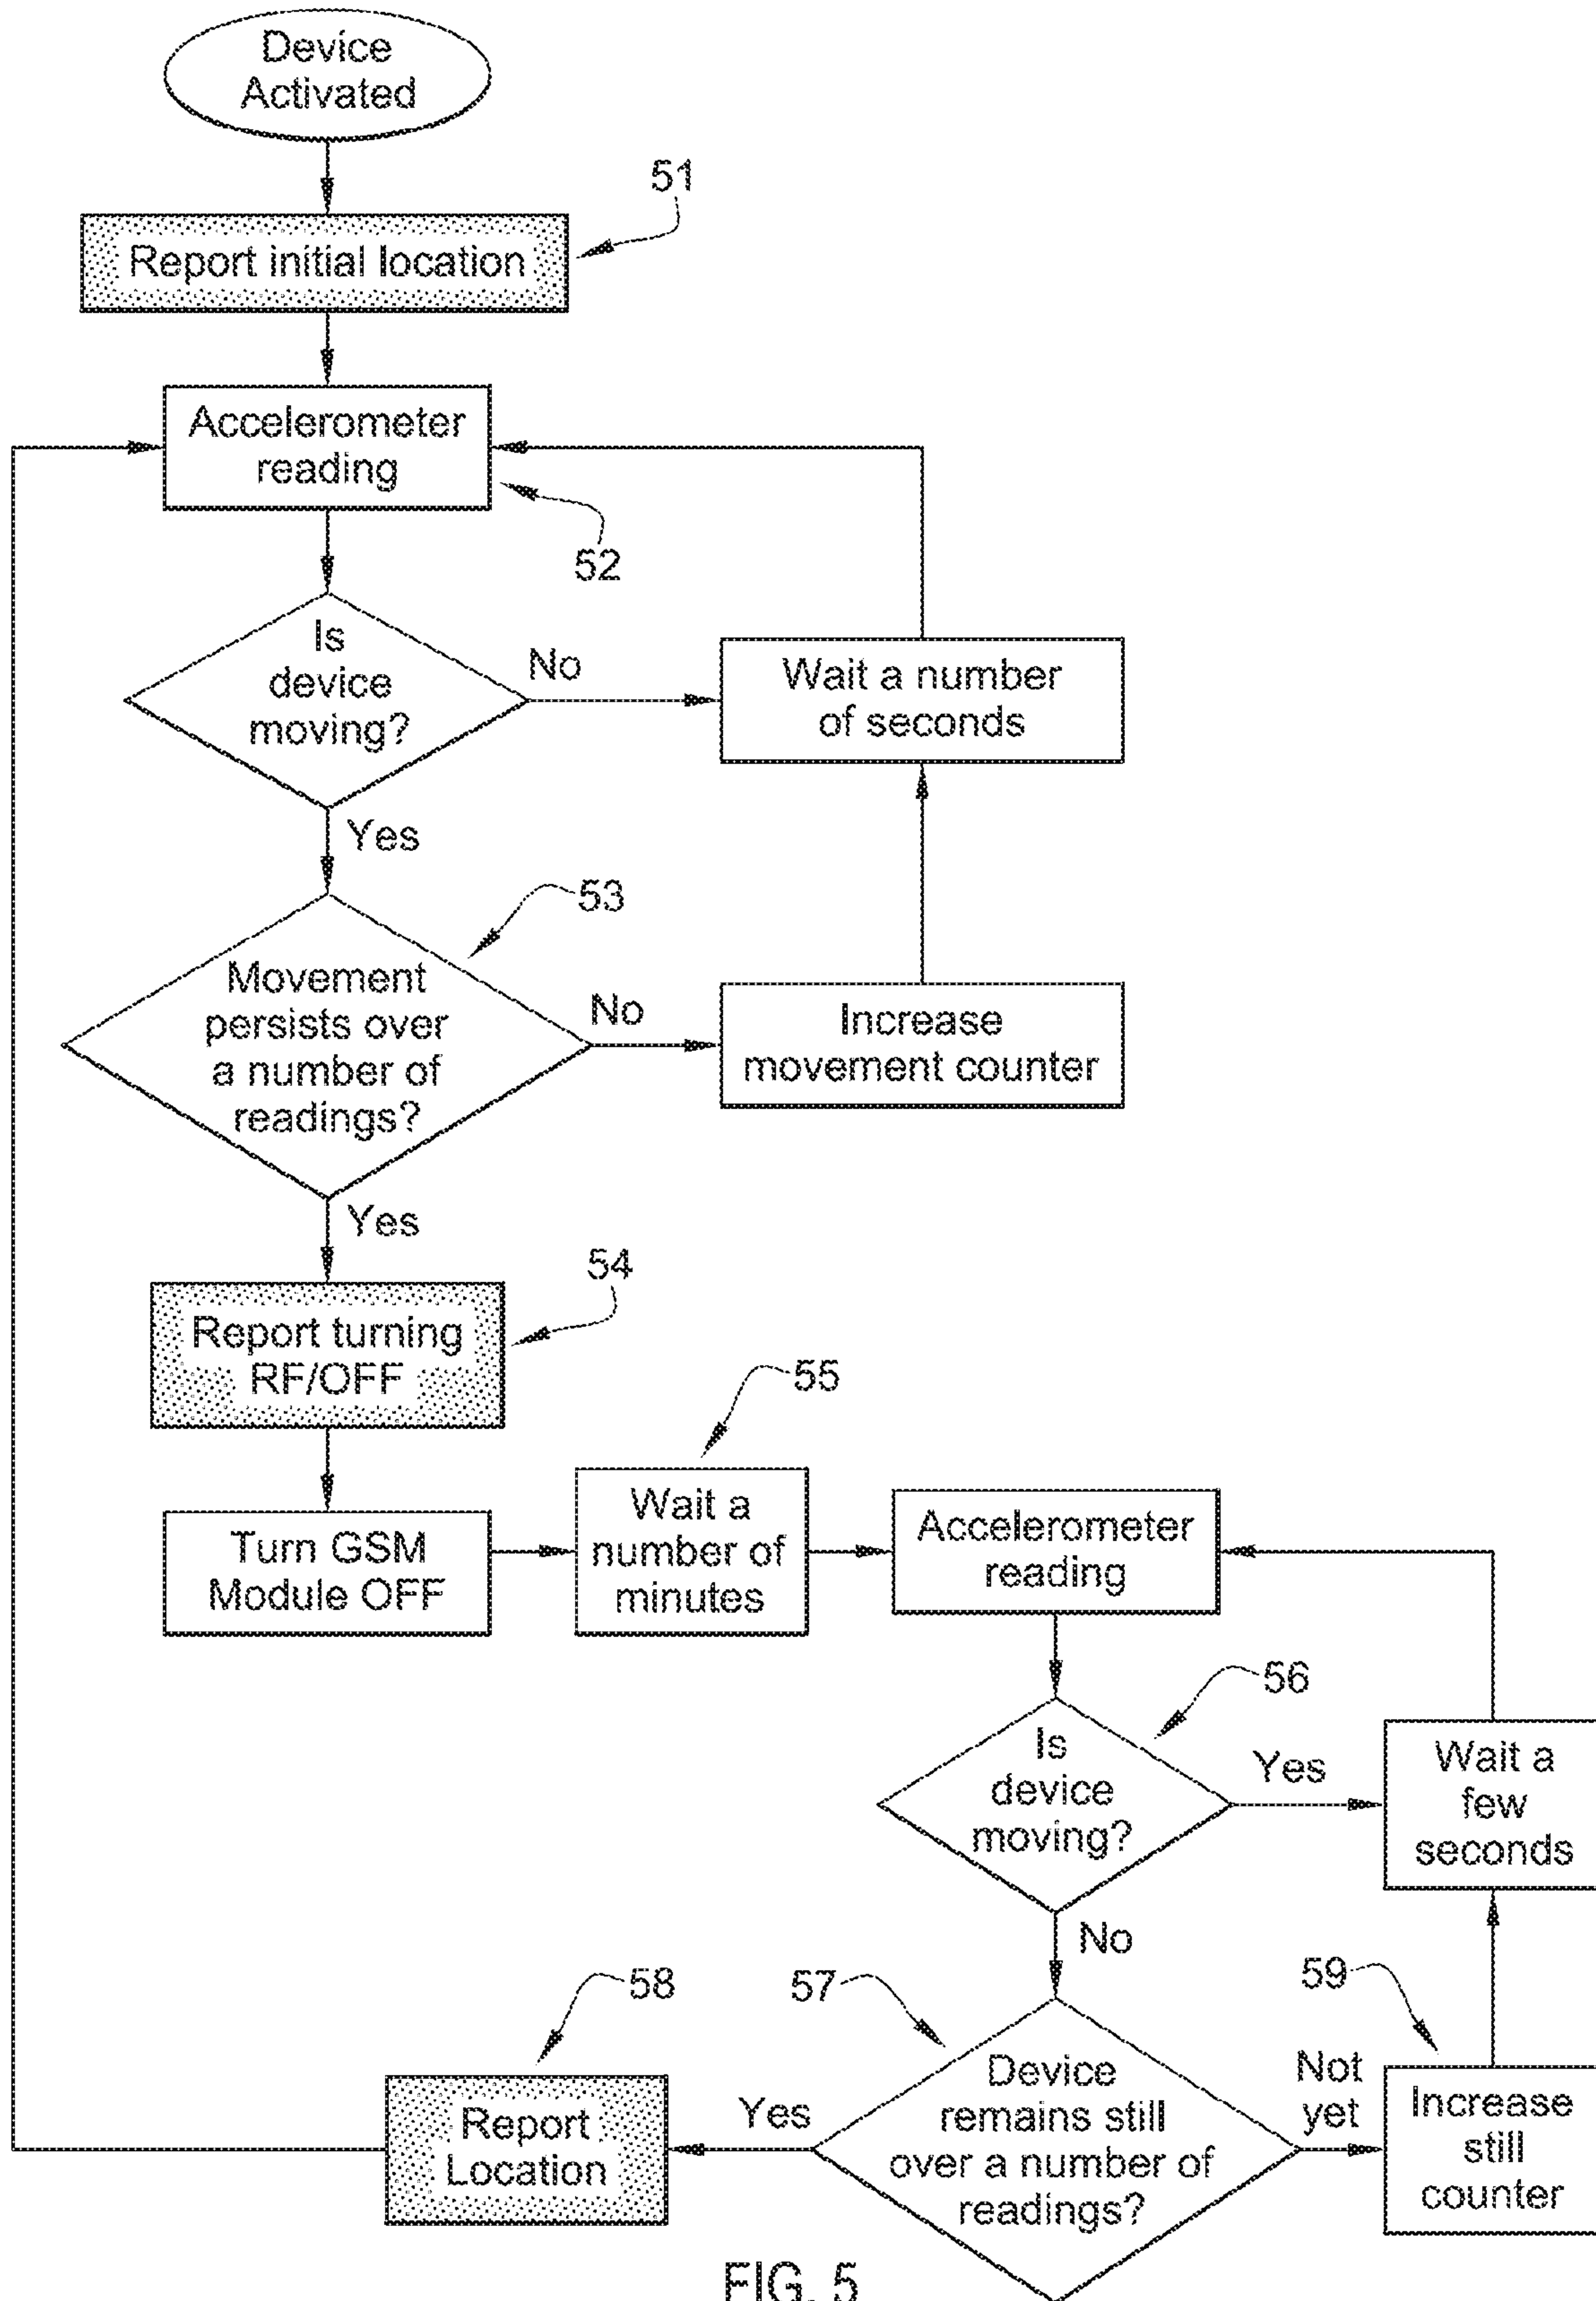 Device
Activated
51
Report initial location
Accelerometer
reading
52
Is
device
moving?
No
Wait a number
of seconds
Yes
53
Movement
persists over
a number of
readings?
No
Increase
movement counter
Yes
54
Report turning
RF/OFF
55
Turn GSM
Module OFF
Wait a
number of
minutes
Accelerometer
reading
56
Is
device
moving?
Yes
Wait a
few
seconds
No
58
57
59
Report
Location
Yes
Device
remains still
over a number of
readings?
Not
yet
Increase
still
counter
FIG. 5